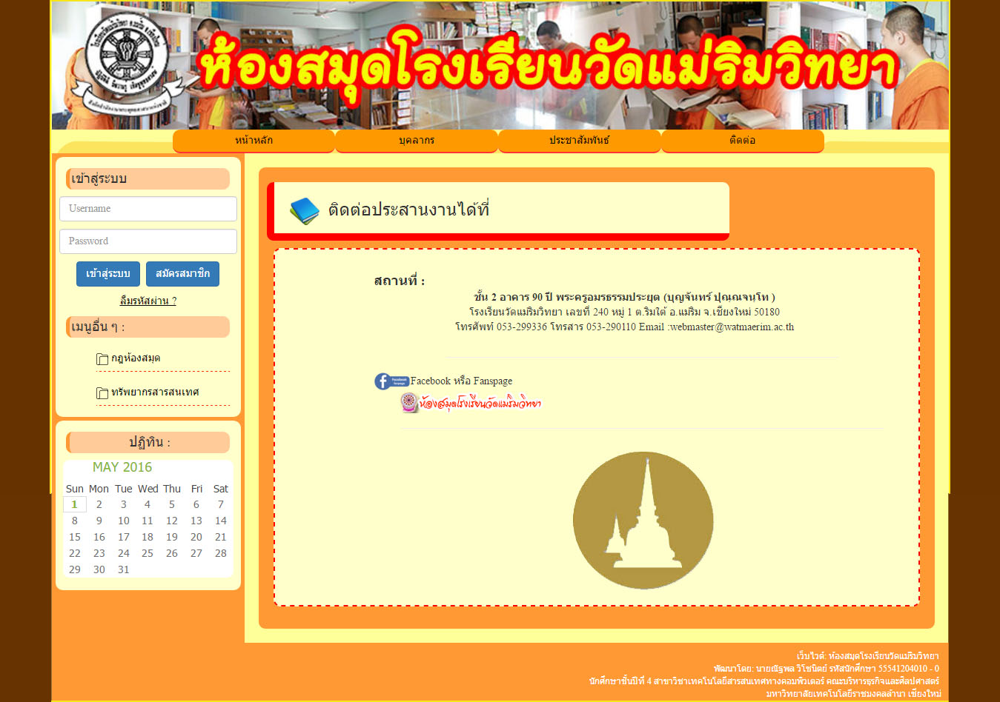 ห้องสมุดโรงเรียนวัดแม่ริมวิทยา
หน้าหลัก บุคลากร ประชาสัมพันธ์ ติดต่อ
เข้าสู่ระบบ
Username
Password
เข้าสู่ระบบ สมัครสมาชิก
ลืมรหัสผ่าน ?
เมนูอื่น ๆ :
กฎห้องสมุด
ทรัพยากรสารสนเทศ
ปฏิทิน :
MAY 2016
Sun Mon Tue Wed Thu Fri Sat
1 2 3 4 5 6 7
8 9 10 11 12 13 14
15 16 17 18 19 20 21
22 23 24 25 26 27 28
29 30 31
ติดต่อประสานงานได้ที่
สถานที่ :
ชั้น 2 อาคาร 90 ปี พระครูอมรธรรมประยุต (บุญจันทร์ ปุณฺณจนฺโท )
โรงเรียนวัดแม่ริมวิทยา เลขที่ 240 หมู่ 1 ต.ริมใต้ อ.แม่ริม จ.เชียงใหม่ 50180
โทรศัพท์ 053-299336 โทรสาร 053-290110 Email :webmaster@watmaerim.ac.th
Facebook fanpage Facebook หรือ Fanspage
ห้องสมุดโรงเรียนวัดแม่ริมวิทยา
เว็บไวต์: ห้องสมุดโรงเรียนวัดแม่ริมวิทยา
พัฒนาโดย: นายณัฐพล วิโชนิตย์ รหัสนักศึกษา 55541204010 - 0
นักศึกษาชั้นปีที่ 4 สาขาวิชาเทคโนโลยีสารสนเทศทางคอมพิวเตอร์ คณะบริหารธุรกิจและศิลปศาสตร์
มหาวิทยาลัยเทคโนโลยีราชมงคลล้านา เชียงใหม่